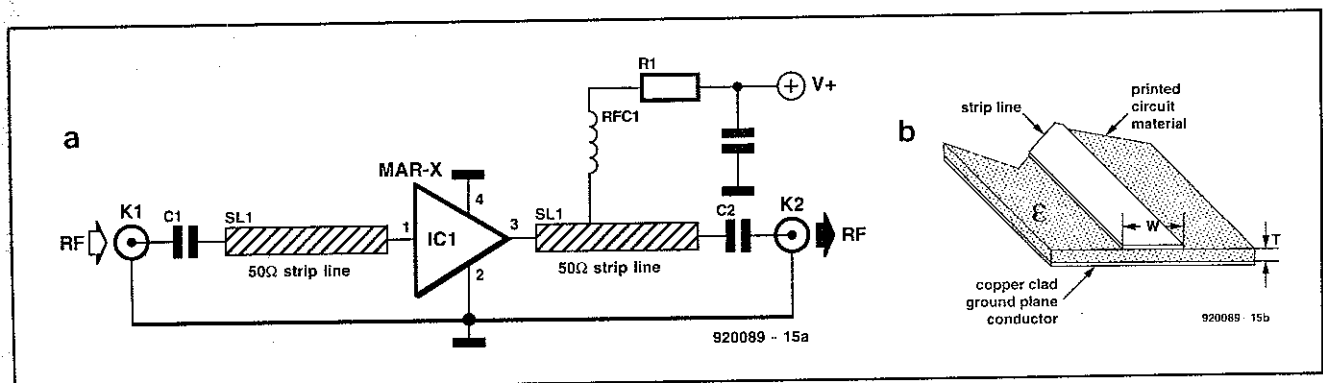 a
RF
K1
C1
SL1
50Ω strip line
MAR-X
1
IC1
4
2
3
SL1
50Ω strip line
RFC1
R1
V+
C2
K2
RF
920089 - 15a
b
strip line
printed
circuit
material
ε
W
T
copper clad
ground plane
conductor
920089 - 15b